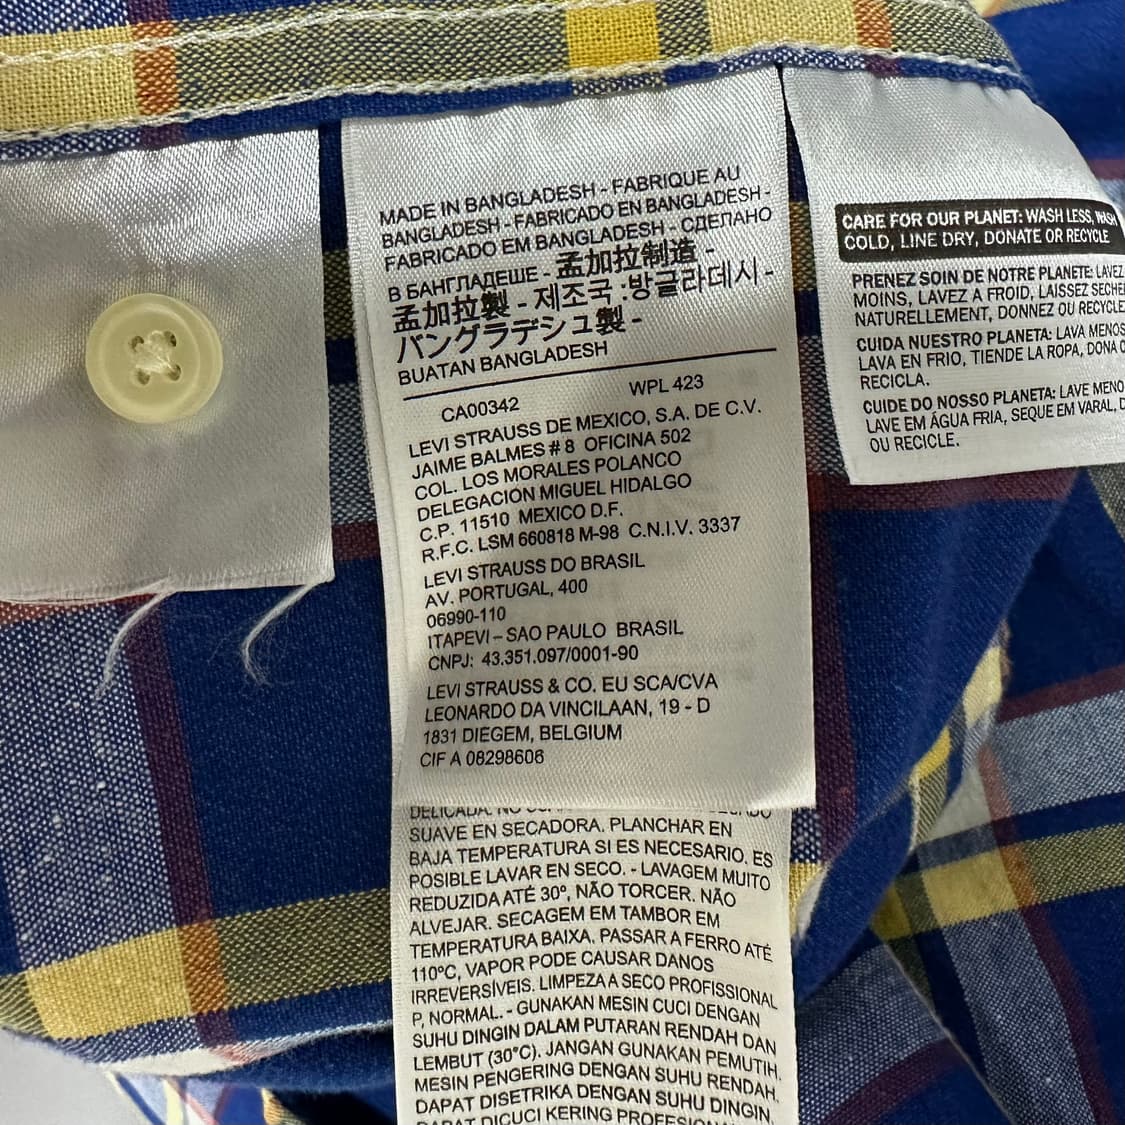 MADE IN BANGLADESH - FABRIQUE AU
BANGLADESH - FABRICADO EN BANGLADESH -
FABRICADO EM BANGLADESH - СДЕЛАНО
В БАНГЛАДЕШЕ - 孟加拉制造 -
孟加拉製 - 제조국 :방글라데시 -
バングラデシュ製 -
BUATAN BANGLADESH
CA00342 WPL 423
LEVI STRAUSS DE MEXICO, S.A. DE C.V.
JAIME BALMES # 8 OFICINA 502
COL. LOS MORALES POLANCO
DELEGACION MIGUEL HIDALGO
C.P. 11510 MEXICO D.F.
R.F.C. LSM 660818 M-98 C.N.I.V. 3337
LEVI STRAUSS DO BRASIL
AV. PORTUGAL, 400
06990-110
ITAPEVI – SAO PAULO BRASIL
CNPJ: 43.351.097/0001-90
LEVI STRAUSS & CO. EU SCA/CVA
LEONARDO DA VINCILAAN, 19 - D
1831 DIEGEM, BELGIUM
CIF A 08298606
DELICADA. NO
SUAVE EN SECADORA. PLANCHAR EN
BAJA TEMPERATURA SI ES NECESARIO. ES
POSIBLE LAVAR EN SECO. - LAVAGEM MUITO
REDUZIDA ATÉ 30°, NÃO TORCER. NÃO
ALVEJAR. SECAGEM EM TAMBOR EM
TEMPERATURA BAIXA. PASSAR A FERRO ATÉ
110°C, VAPOR PODE CAUSAR DANOS
IRREVERSÍVEIS. LIMPEZA A SECO PROFISSIONAL
P, NORMAL. - GUNAKAN MESIN CUCI DENGAN
SUHU DINGIN DALAM PUTARAN RENDAH DAN
LEMBUT (30°C). JANGAN GUNAKAN PEMUTIH.
MESIN PENGERING DENGAN SUHU RENDAH.
DAPAT DISETRIKA DENGAN SUHU DINGIN.
DAPAT DICUCI KERING
CARE FOR OUR PLANET: WASH LESS, WASH
COLD, LINE DRY, DONATE OR RECYCLE
PRENEZ SOIN DE NOTRE PLANETE: LAVEZ
MOINS, LAVEZ A FROID, LAISSEZ SECHER
NATURELLEMENT, DONNEZ OU RECYCLEZ
CUIDA NUESTRO PLANETA: LAVA MENOS
LAVA EN FRIO, TIENDE LA ROPA, DONA O
RECICLA.
CUIDE DO NOSSO PLANETA: LAVE MENO
LAVE EM ÁGUA FRIA, SEQUE EM VARAL, D
OU RECICLE.